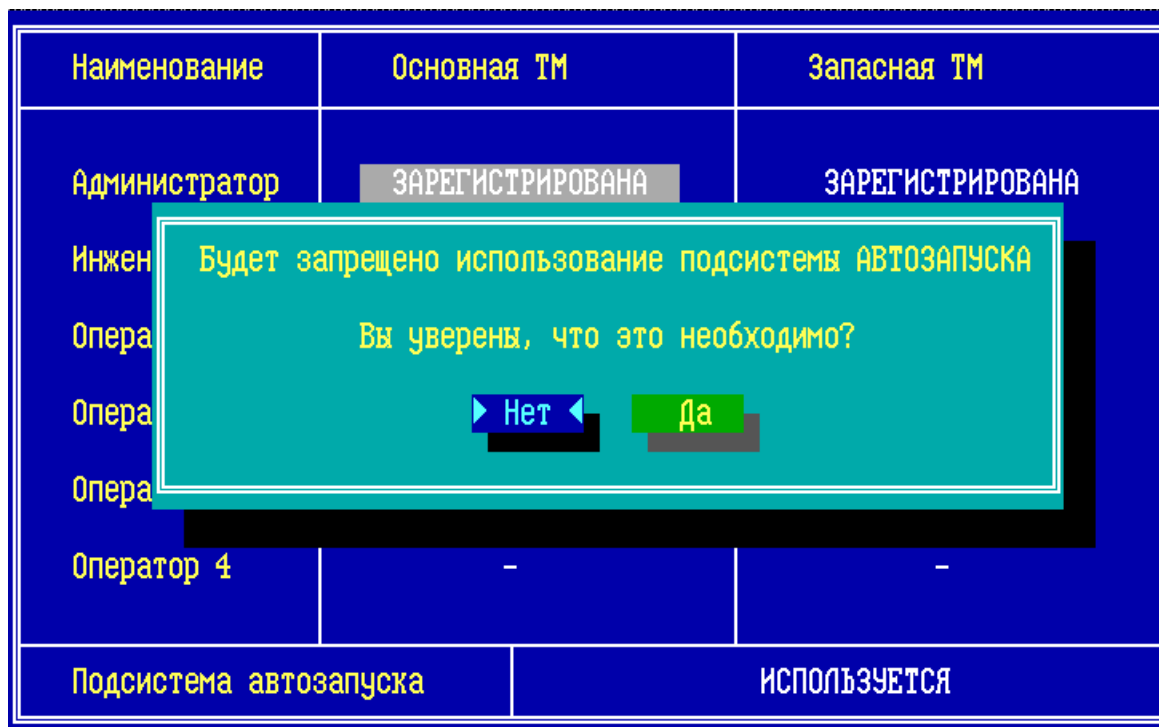 Наименование Основная ТМ Запасная ТМ
Администратор ЗАРЕГИСТРИРОВАНА ЗАРЕГИСТРИРОВАНА
Будет запрещено использование подсистемы АВТОЗАПУСКА
Вы уверены, что это необходимо?
Нет Да
Оператор 4 - -
Подсистема автозапуска ИСПОЛЬЗУЕТСЯ